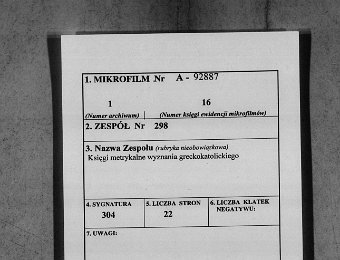 1. MIKROFILM Nr A - 92887
1 16
(Numer archiwum) (Numer księgi ewidencji mikrofilmów)
2. ZESPÓŁ Nr 298
3. Nazwa Zespołu (rubryka nieobowiązkowa)
Księgi metrykalne wyznania greckokatolickiego
4. SYGNATURA 5. LICZBA STRON 6. LICZBA KLATEK
NEGATYWU:
304 22
7. UWAGI: